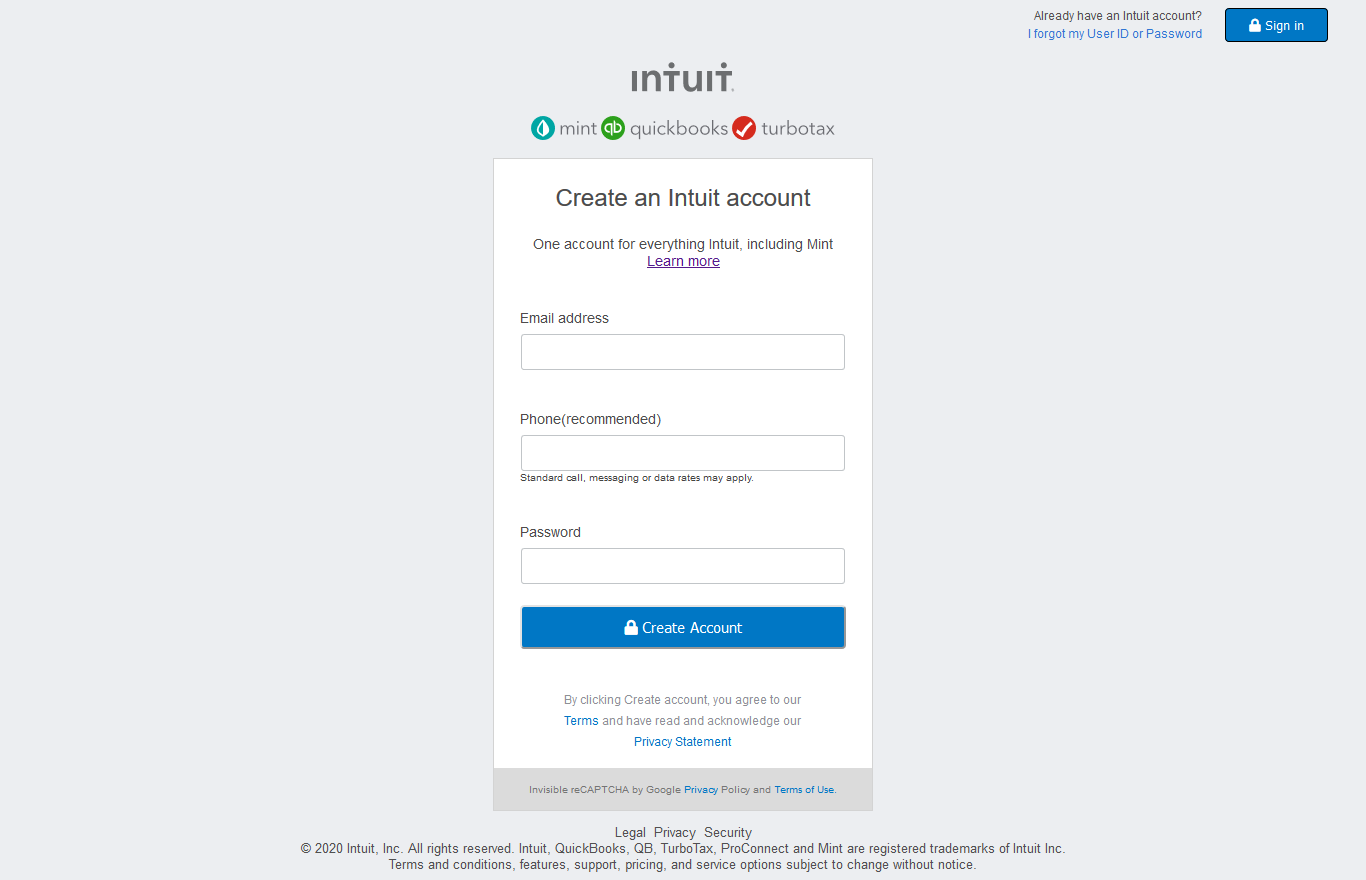 Already have an Intuit account?
I forgot my User ID or Password
Sign in
intuit.
mint quickbooks turbotax
Create an Intuit account
One account for everything Intuit, including Mint
Learn more
Email address
Phone(recommended)
Standard call, messaging or data rates may apply.
Password
Create Account
By clicking Create account, you agree to our
Terms and have read and acknowledge our
Privacy Statement
Invisible reCAPTCHA by Google Privacy Policy and Terms of Use.
Legal Privacy Security
© 2020 Intuit, Inc. All rights reserved. Intuit, QuickBooks, QB, TurboTax, ProConnect and Mint are registered trademarks of Intuit Inc.
Terms and conditions, features, support, pricing, and service options subject to change without notice.